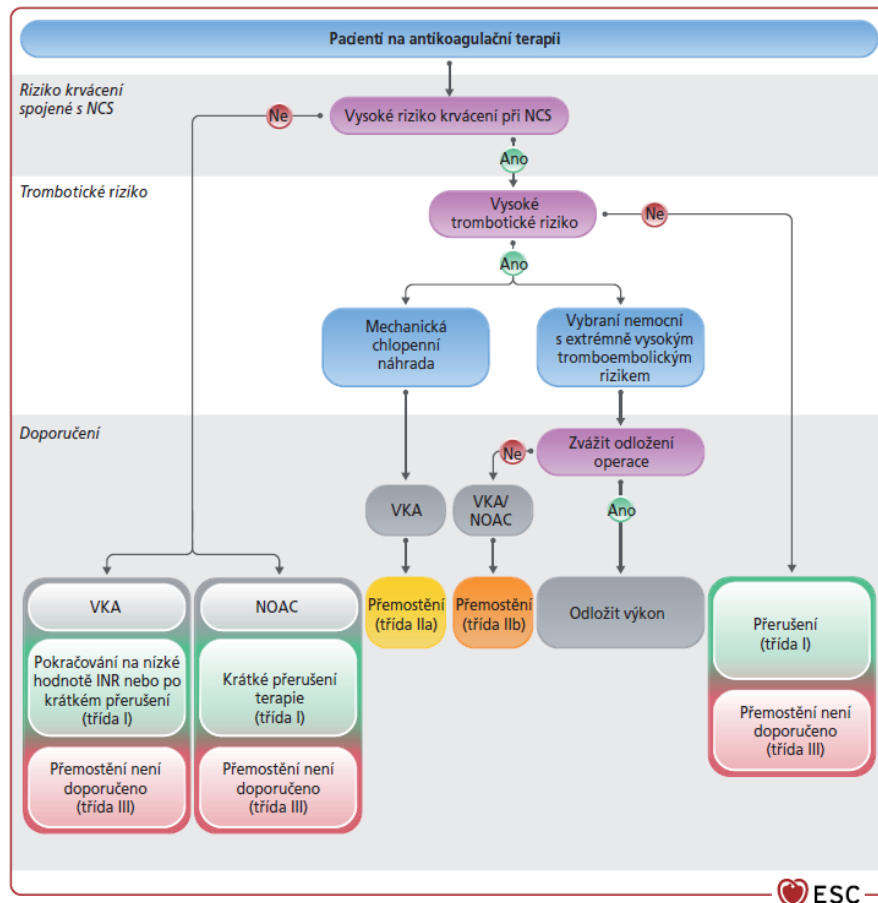 Pacienti na antikoagulační terapii
Riziko krvácení
spojené s NCS
Ne
Vysoké riziko krvácení při NCS
Ano
Trombotické riziko
Vysoké
trombotické riziko
Ne
Ano
Mechanická
chlopenní
náhrada
Vybraní nemocní
s extrémně vysokým
tromboembolickým
rizikem
Doporučení
Zvážit odložení
operace
Ne
VKA
VKA/
NOAC
Ano
VKA
NOAC
Přemostění
(třída IIa)
Přemostění
(třída IIb)
Odložit výkon
Přerušení
(třída I)
Pokračování na nízké
hodnotě INR nebo po
krátkém přerušení
(třída I)
Krátké přerušení
terapie
(třída I)
Přemostění není
doporučeno
(třída III)
Přemostění není
doporučeno
(třída III)
Přemostění není
doporučeno
(třída III)
ESC